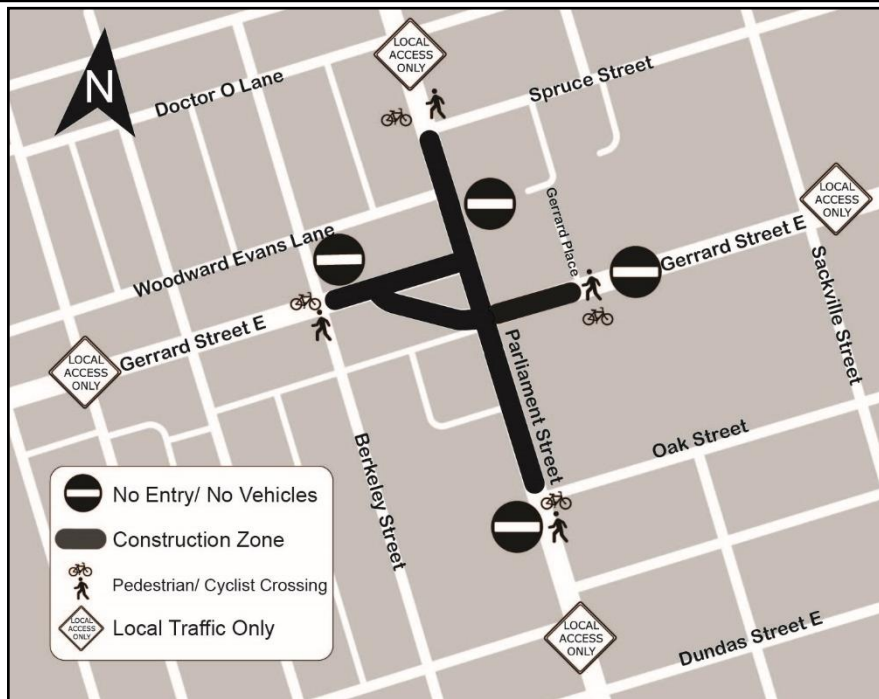 LOCAL
ACCESS
ONLY
N
Doctor O Lane
Spruce Street
LOCAL
ACCESS
ONLY
Gerrard Place
Woodward Evans Lane
Gerrard Street E
Sackville Street
Gerrard Street E
LOCAL
ACCESS
ONLY
Parliament Street
Berkeley Street
Oak Street
No Entry/ No Vehicles
Construction Zone
Pedestrian/ Cyclist Crossing
LOCAL
ACCESS
ONLY
Local Traffic Only
LOCAL
ACCESS
ONLY
Dundas Street E